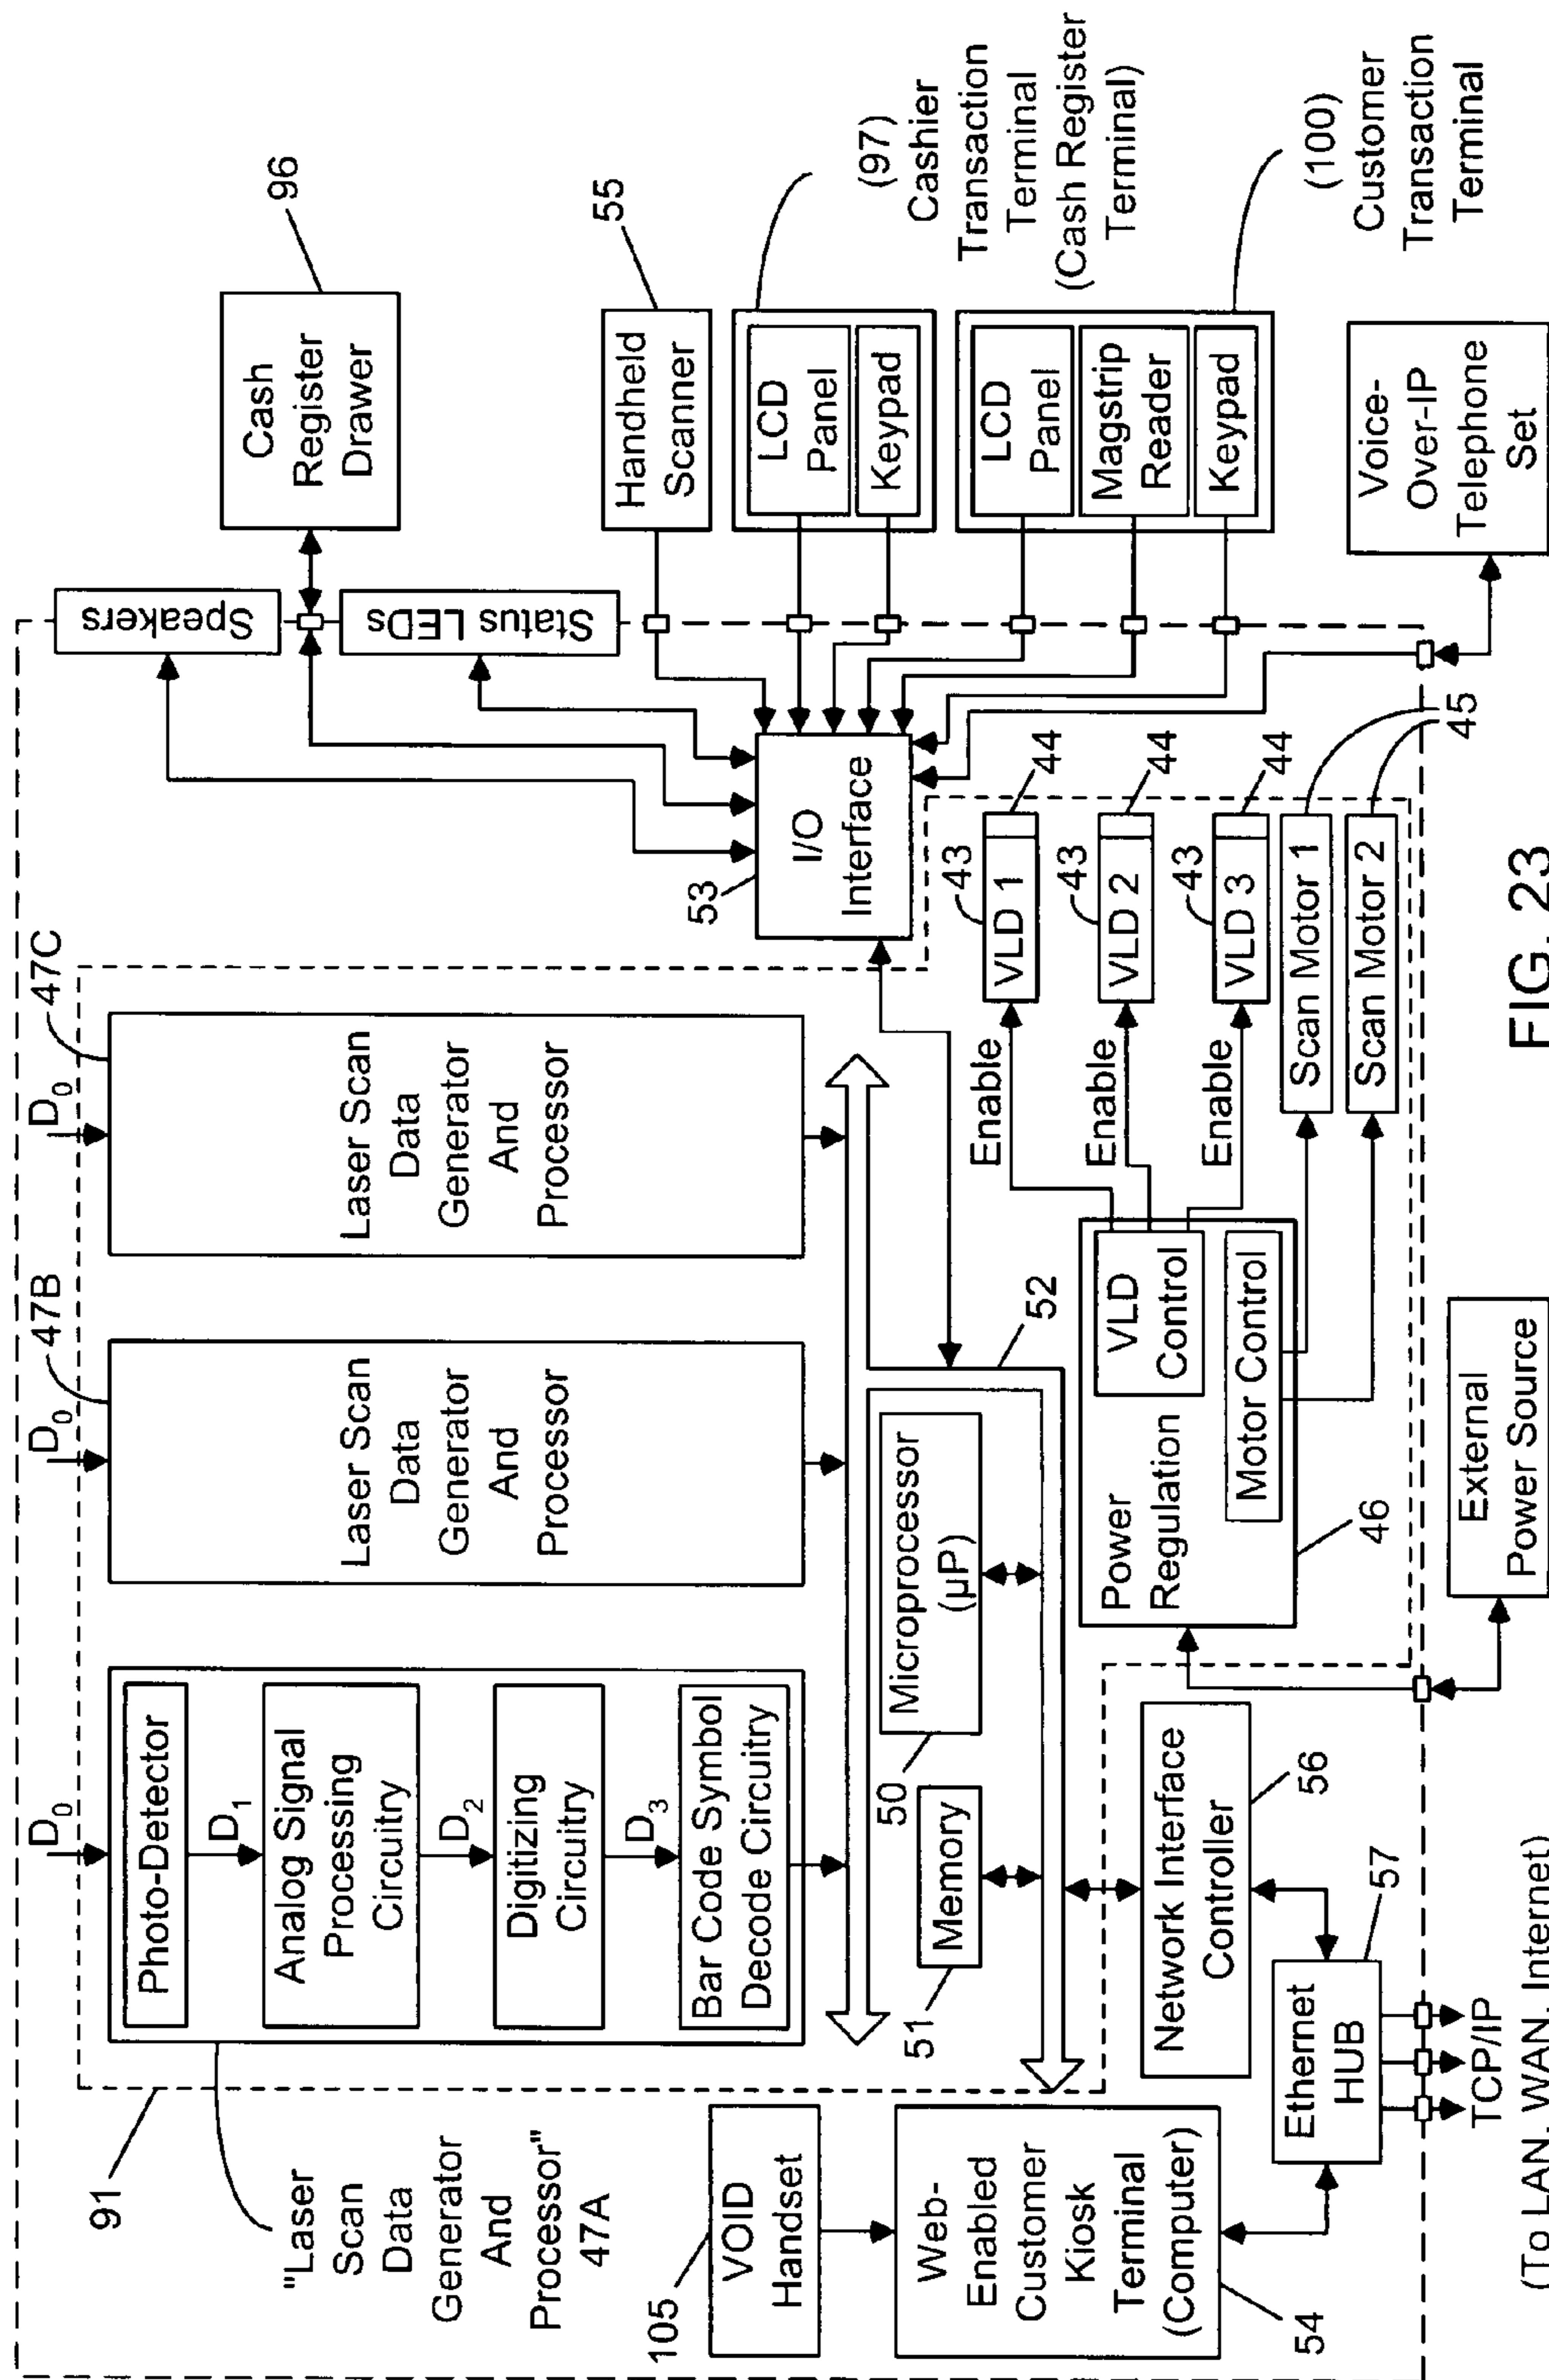 D0
47B
D0
47C
D0
Photo-Detector
D1
Analog Signal
Processing
Circuitry
D2
Digitizing
Circuitry
D3
Bar Code Symbol
Decode Circuitry
Laser Scan
Data
Generator
And
Processor
Laser Scan
Data
Generator
And
Processor
91
"Laser
Scan
Data
Generator
And
Processor"
47A
105
VOID
Handset
Web-
Enabled
Customer
Kiosk
Terminal
(Computer)
54
51
Memory
50
Microprocessor
(µP)
52
53
I/O
Interface
Speakers
Status LEDs
Cash
Register
Drawer
96
Handheld
Scanner
55
LCD
Panel
Keypad
(97)
Cashier
Transaction
Terminal
(Cash Register
Terminal)
LCD
Panel
Magstrip
Reader
Keypad
(100)
Customer
Transaction
Terminal
Voice-
Over-IP
Telephone
Set
Network Interface
Controller
56
Ethernet
HUB
57
TCP/IP
(To LAN, WAN, Internet)
Power
Regulation
VLD
Control
Motor Control
46
Enable
43
VLD 1
44
Enable
43
VLD 2
44
Enable
43
VLD 3
44
Scan Motor 1
Scan Motor 2
45
External
Power Source
FIG. 23